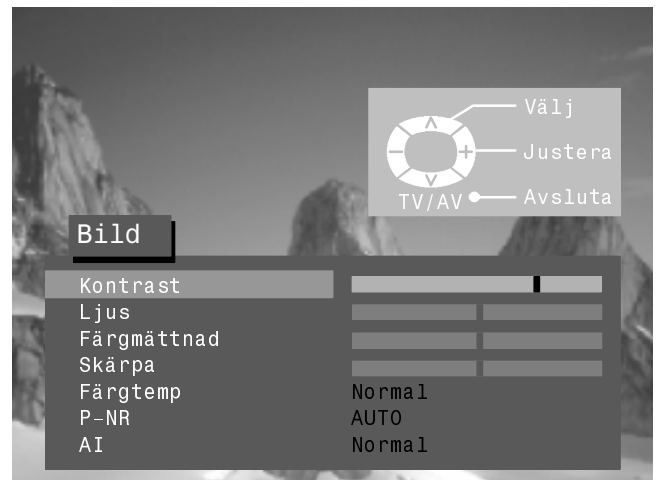 Välj
Justera
TV/AV Avsluta
Bild
Kontrast
Ljus
Färgmättnad
Skärpa
Färgtemp Normal
P-NR AUTO
AI Normal